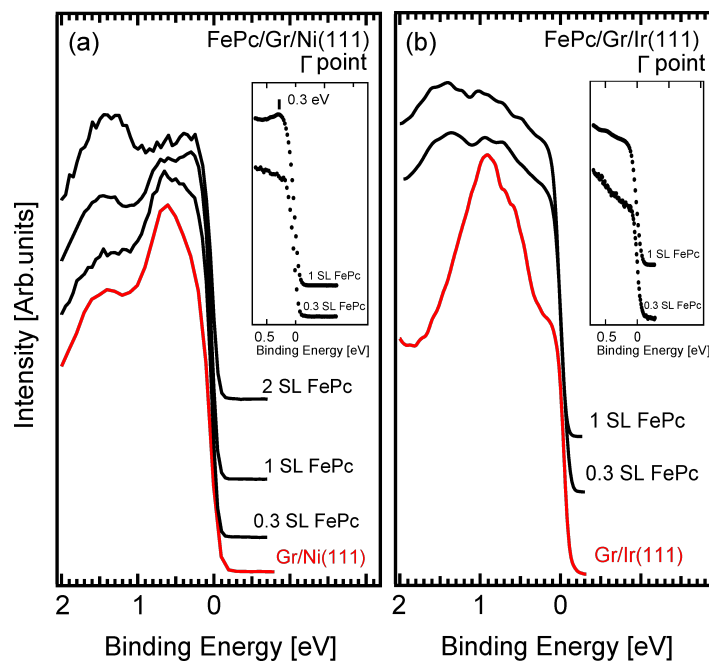 (a)
FePc/Gr/Ni(111)
Γ point
0.3 eV
1 SL FePc
0.3 SL FePc
0.5 0
Binding Energy [eV]
2 SL FePc
1 SL FePc
0.3 SL FePc
Gr/Ni(111)
2 1 0
Binding Energy [eV]
Intensity [Arb.units]
(b)
FePc/Gr/Ir(111)
Γ point
1 SL FePc
0.3 SL FePc
0.5 0
Binding Energy [eV]
1 SL FePc
0.3 SL FePc
Gr/Ir(111)
2 1 0
Binding Energy [eV]